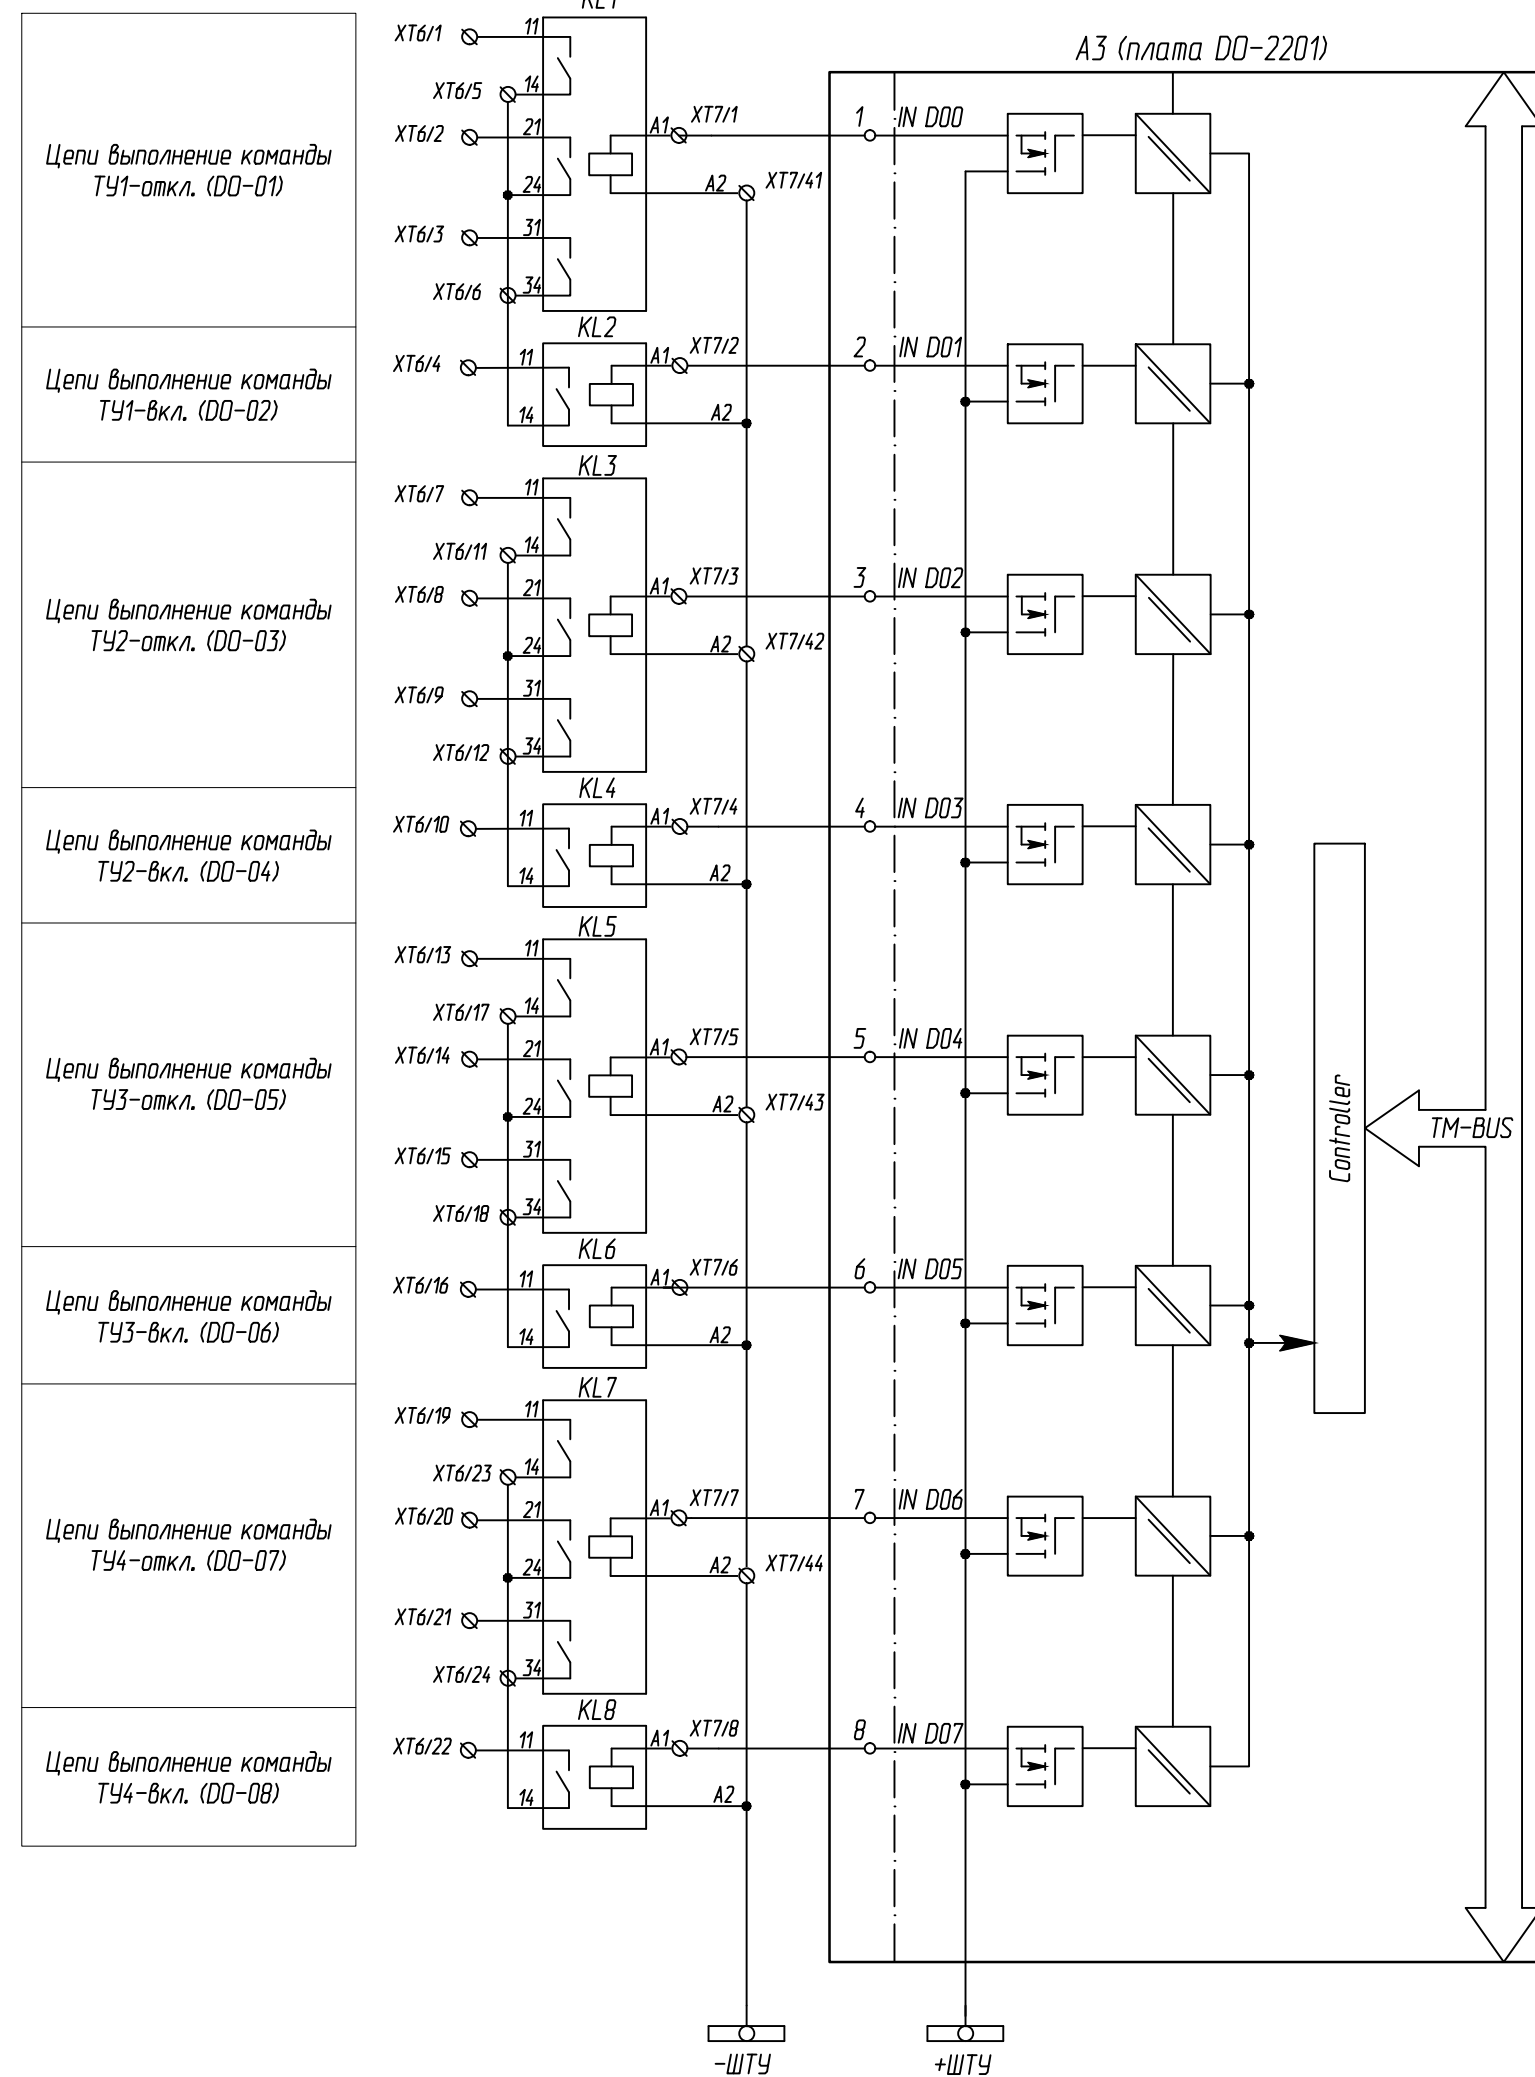 KL1
А3 (плата DO-2201)
Цепи выполнение команды
ТУ1-откл. (DO-01)
XT6/1
11
XT6/5
14
XT6/2
21
24
XT6/3
31
XT6/6
34
A1
XT7/1
A2
XT7/41
1
IN DO0
Цепи выполнение команды
ТУ1-вкл. (DO-02)
KL2
XT6/4
11
14
A1
XT7/2
A2
2
IN DO1
Цепи выполнение команды
ТУ2-откл. (DO-03)
KL3
XT6/7
11
XT6/11
14
XT6/8
21
24
XT6/9
31
XT6/12
34
A1
XT7/3
A2
XT7/42
3
IN DO2
Цепи выполнение команды
ТУ2-вкл. (DO-04)
KL4
XT6/10
11
14
A1
XT7/4
A2
4
IN DO3
Цепи выполнение команды
ТУ3-откл. (DO-05)
KL5
XT6/13
11
XT6/17
14
XT6/14
21
24
XT6/15
31
XT6/18
34
A1
XT7/5
A2
XT7/43
5
IN DO4
Controller
TM-BUS
Цепи выполнение команды
ТУ3-вкл. (DO-06)
KL6
XT6/16
11
14
A1
XT7/6
A2
6
IN DO5
Цепи выполнение команды
ТУ4-откл. (DO-07)
KL7
XT6/19
11
XT6/23
14
XT6/20
21
24
XT6/21
31
XT6/24
34
A1
XT7/7
A2
XT7/44
7
IN DO6
Цепи выполнение команды
ТУ4-вкл. (DO-08)
KL8
XT6/22
11
14
A1
XT7/8
A2
8
IN DO7
-ШТУ
+ШТУ